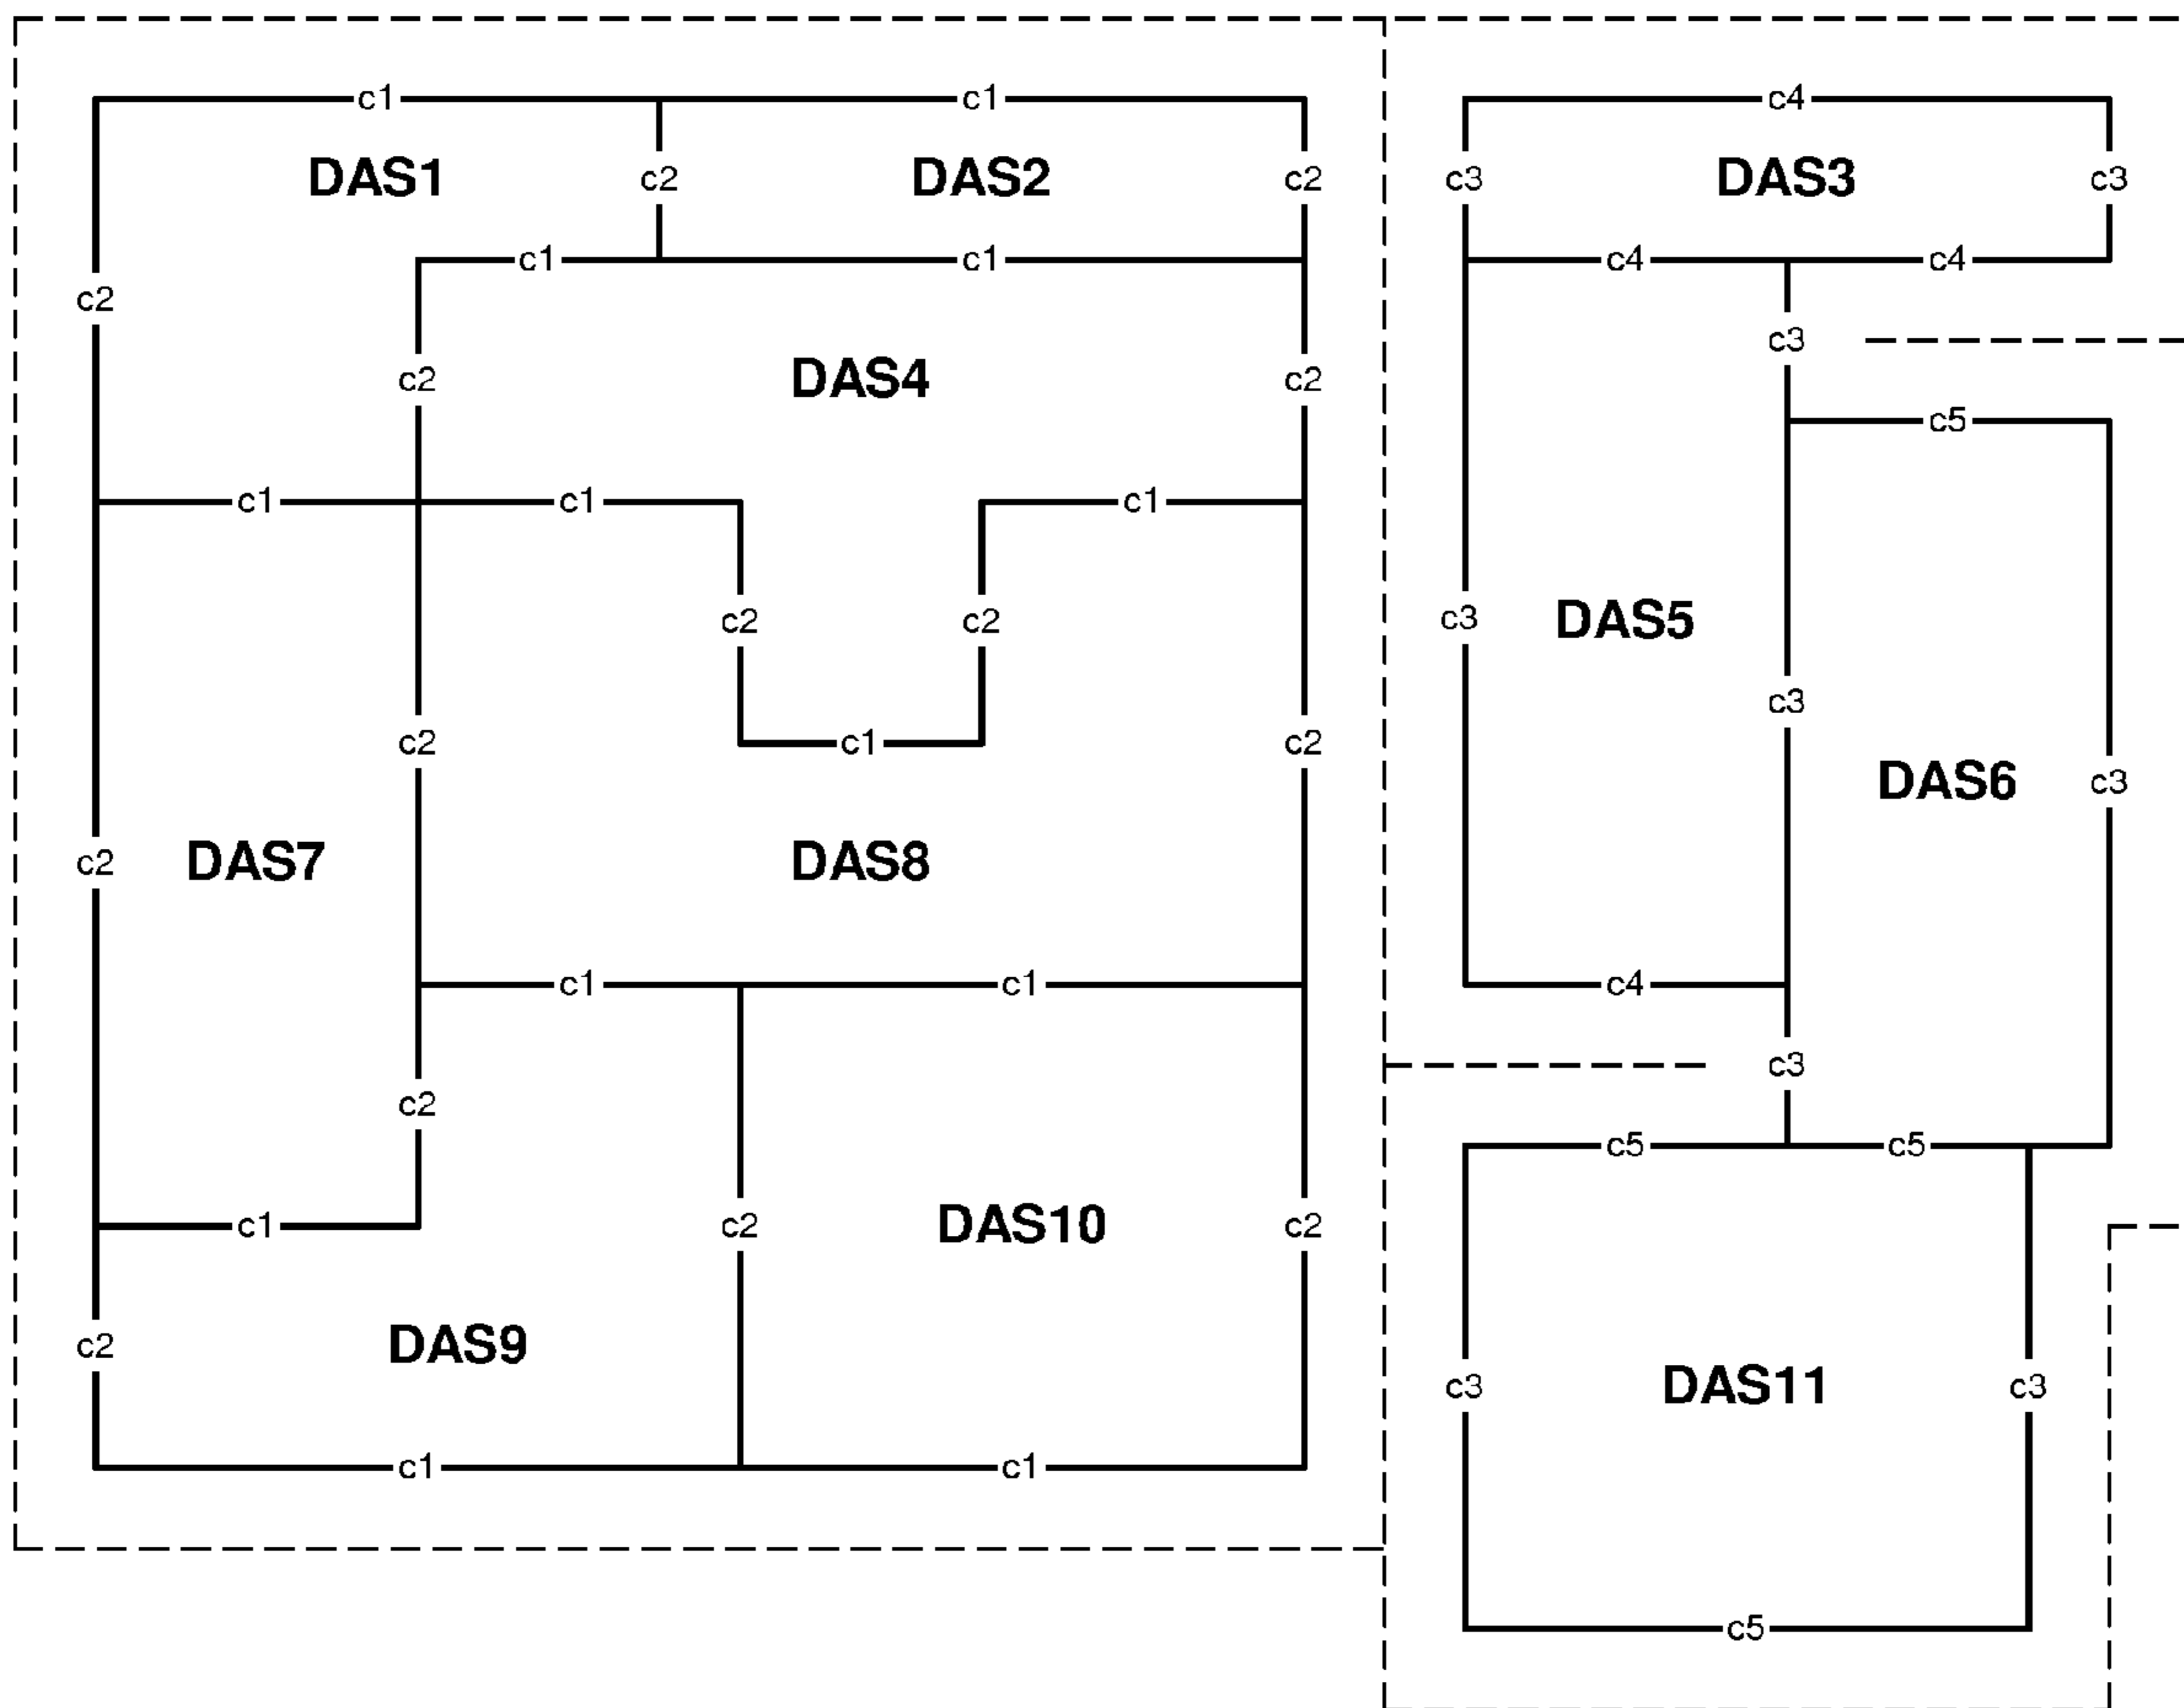 c1 c1 c4
DAS1 c2 DAS2 c2 c3 DAS3 c3
c1 c1 c4 c4
c2
c3
c2 DAS4 c2
c5
c1 c1 c1
c2 c2 c3 DAS5
c3
c2 c1 c2
DAS6 c3
c2 DAS7 DAS8
c1 c1 c4
c3
c2
c5 c5
c1 c2 DAS10 c2
c2 DAS9
c3 DAS11 c3
c1 c1
c5